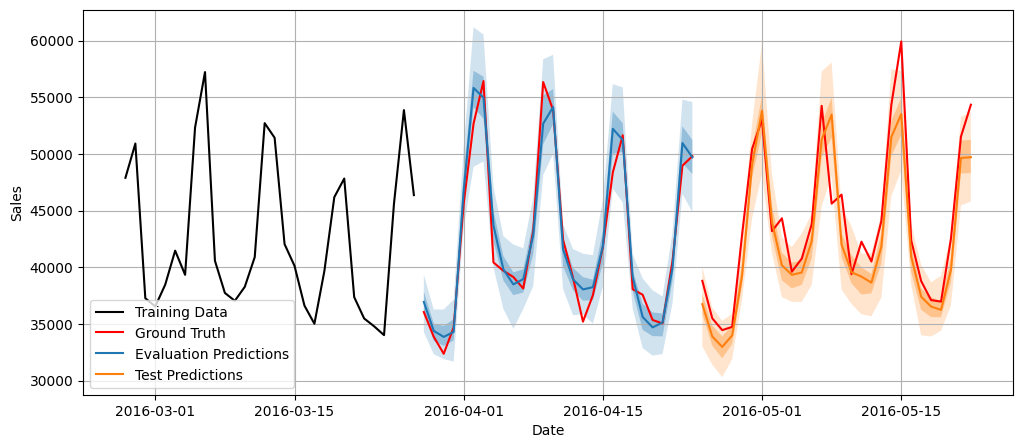 60000
55000
50000
45000
40000
35000
30000
Sales
Training Data
Ground Truth
Evaluation Predictions
Test Predictions
2016-03-01
2016-03-15
2016-04-01
2016-04-15
2016-05-01
2016-05-15
Date